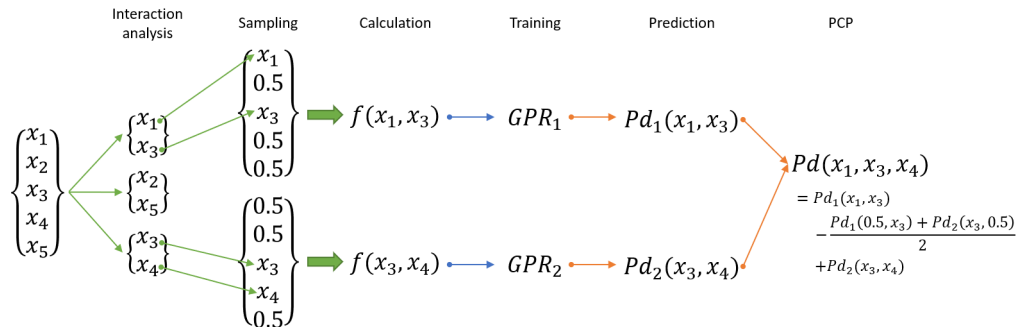 Interaction analysis
Sampling
Calculation
Training
Prediction
PCP
x₁
x₂
x₃
x₄
x₅
x₁
x₃
x₂
x₅
x₃
x₄
x₁
0.5
x₃
0.5
0.5
0.5
0.5
x₃
x₄
0.5
f(x₁, x₃)
GPR₁
Pd₁(x₁, x₃)
f(x₃, x₄)
GPR₂
Pd₂(x₃, x₄)
Pd(x₁, x₃, x₄)
= Pd₁(x₁, x₃)
− (Pd₁(0.5, x₃) + Pd₂(x₃, 0.5)) / 2
+Pd₂(x₃, x₄)